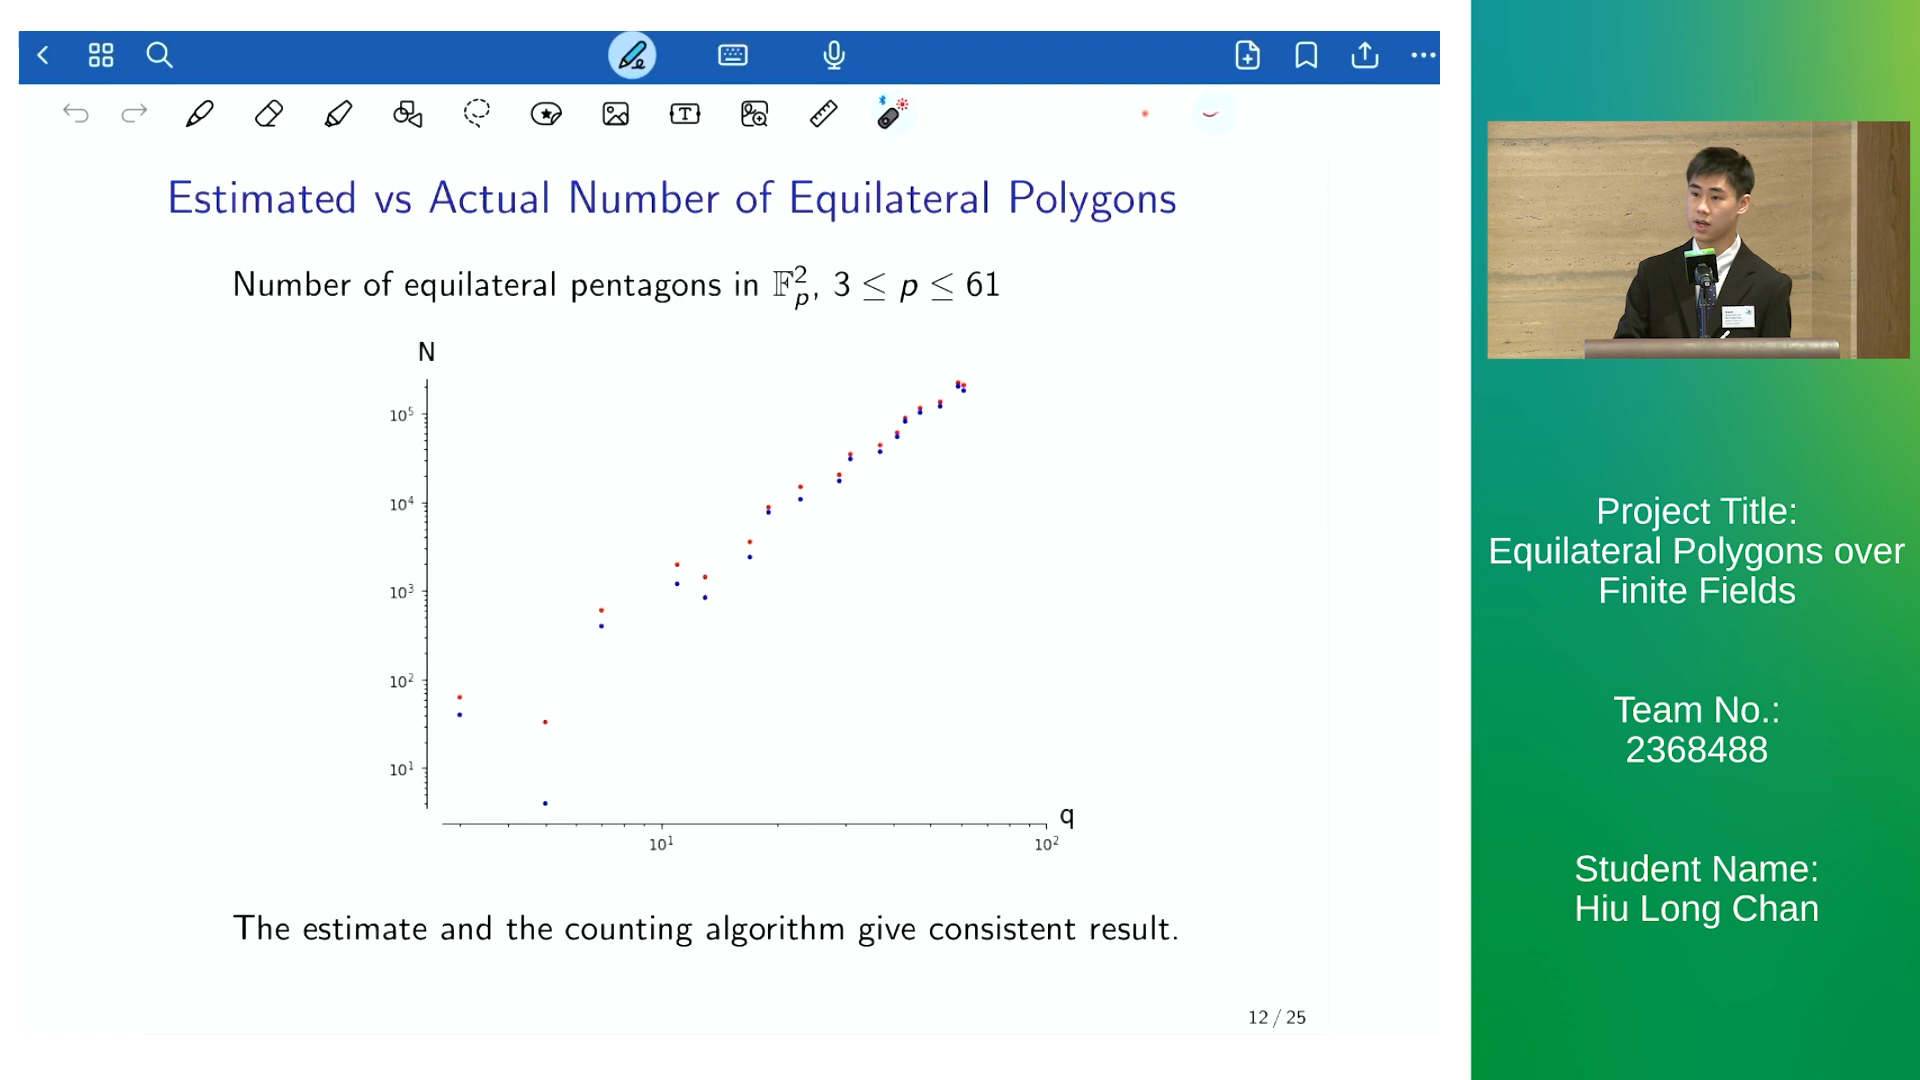 Estimated vs Actual Number of Equilateral Polygons
Number of equilateral pentagons in 𝔽²ₚ, 3 ≤ p ≤ 61
N
10⁵
10⁴
10³
10²
10¹
q
10¹
10²
The estimate and the counting algorithm give consistent result.
12 / 25
Project Title:
Equilateral Polygons over
Finite Fields
Team No.:
2368488
Student Name:
Hiu Long Chan